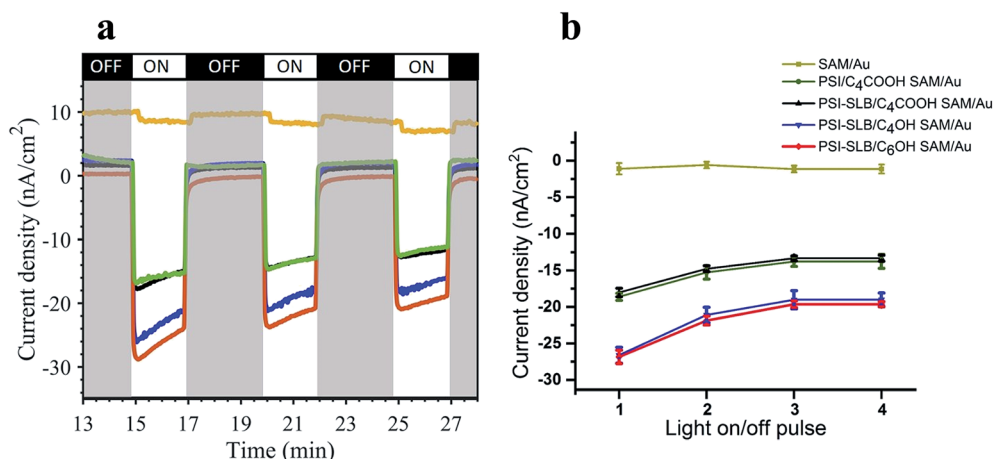 a
b
OFF ON OFF ON OFF ON
10
0
-10
-20
-30
Current density (nA/cm²)
13 15 17 19 21 23 25 27
Time (min)
SAM/Au
PSI/C₄COOH SAM/Au
PSI-SLB/C₄COOH SAM/Au
PSI-SLB/C₄OH SAM/Au
PSI-SLB/C₆OH SAM/Au
0
-5
-10
-15
-20
-25
-30
Current density (nA/cm²)
1 2 3 4
Light on/off pulse